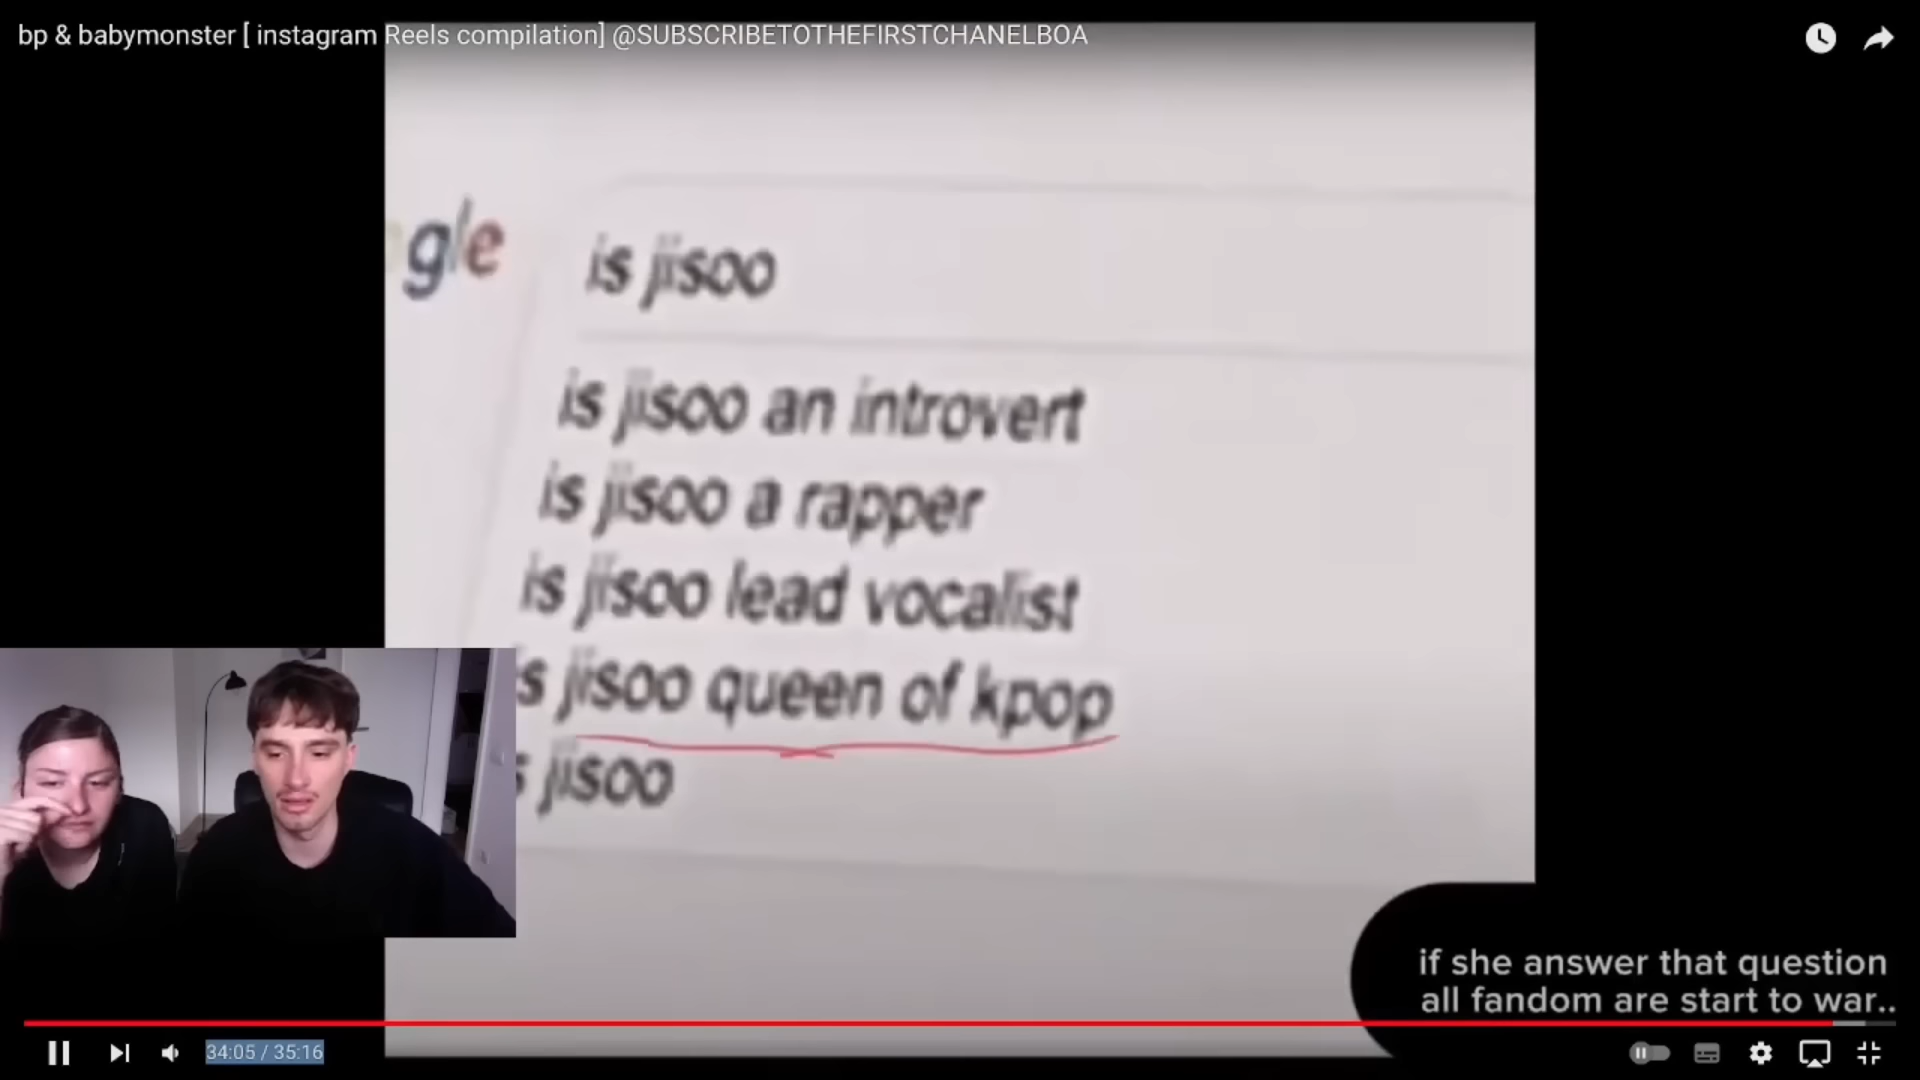 bp & babymonster [ instagram Reels compilation] @SUBSCRIBETOTHEFIRSTCHANELBOA
gle
is jisoo
is jisoo an introvert
is jisoo a rapper
is jisoo lead vocalist
is jisoo queen of kpop
s jisoo
if she answer that question
all fandom are start to war..
34:05 / 35:16